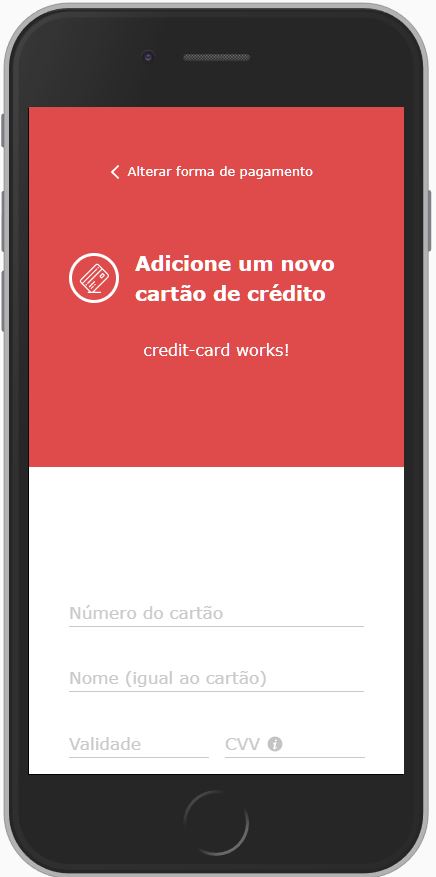 Alterar forma de pagamento
Adicione um novo
cartão de crédito
credit-card works!
Número do cartão
Nome (igual ao cartão)
Validade CVV